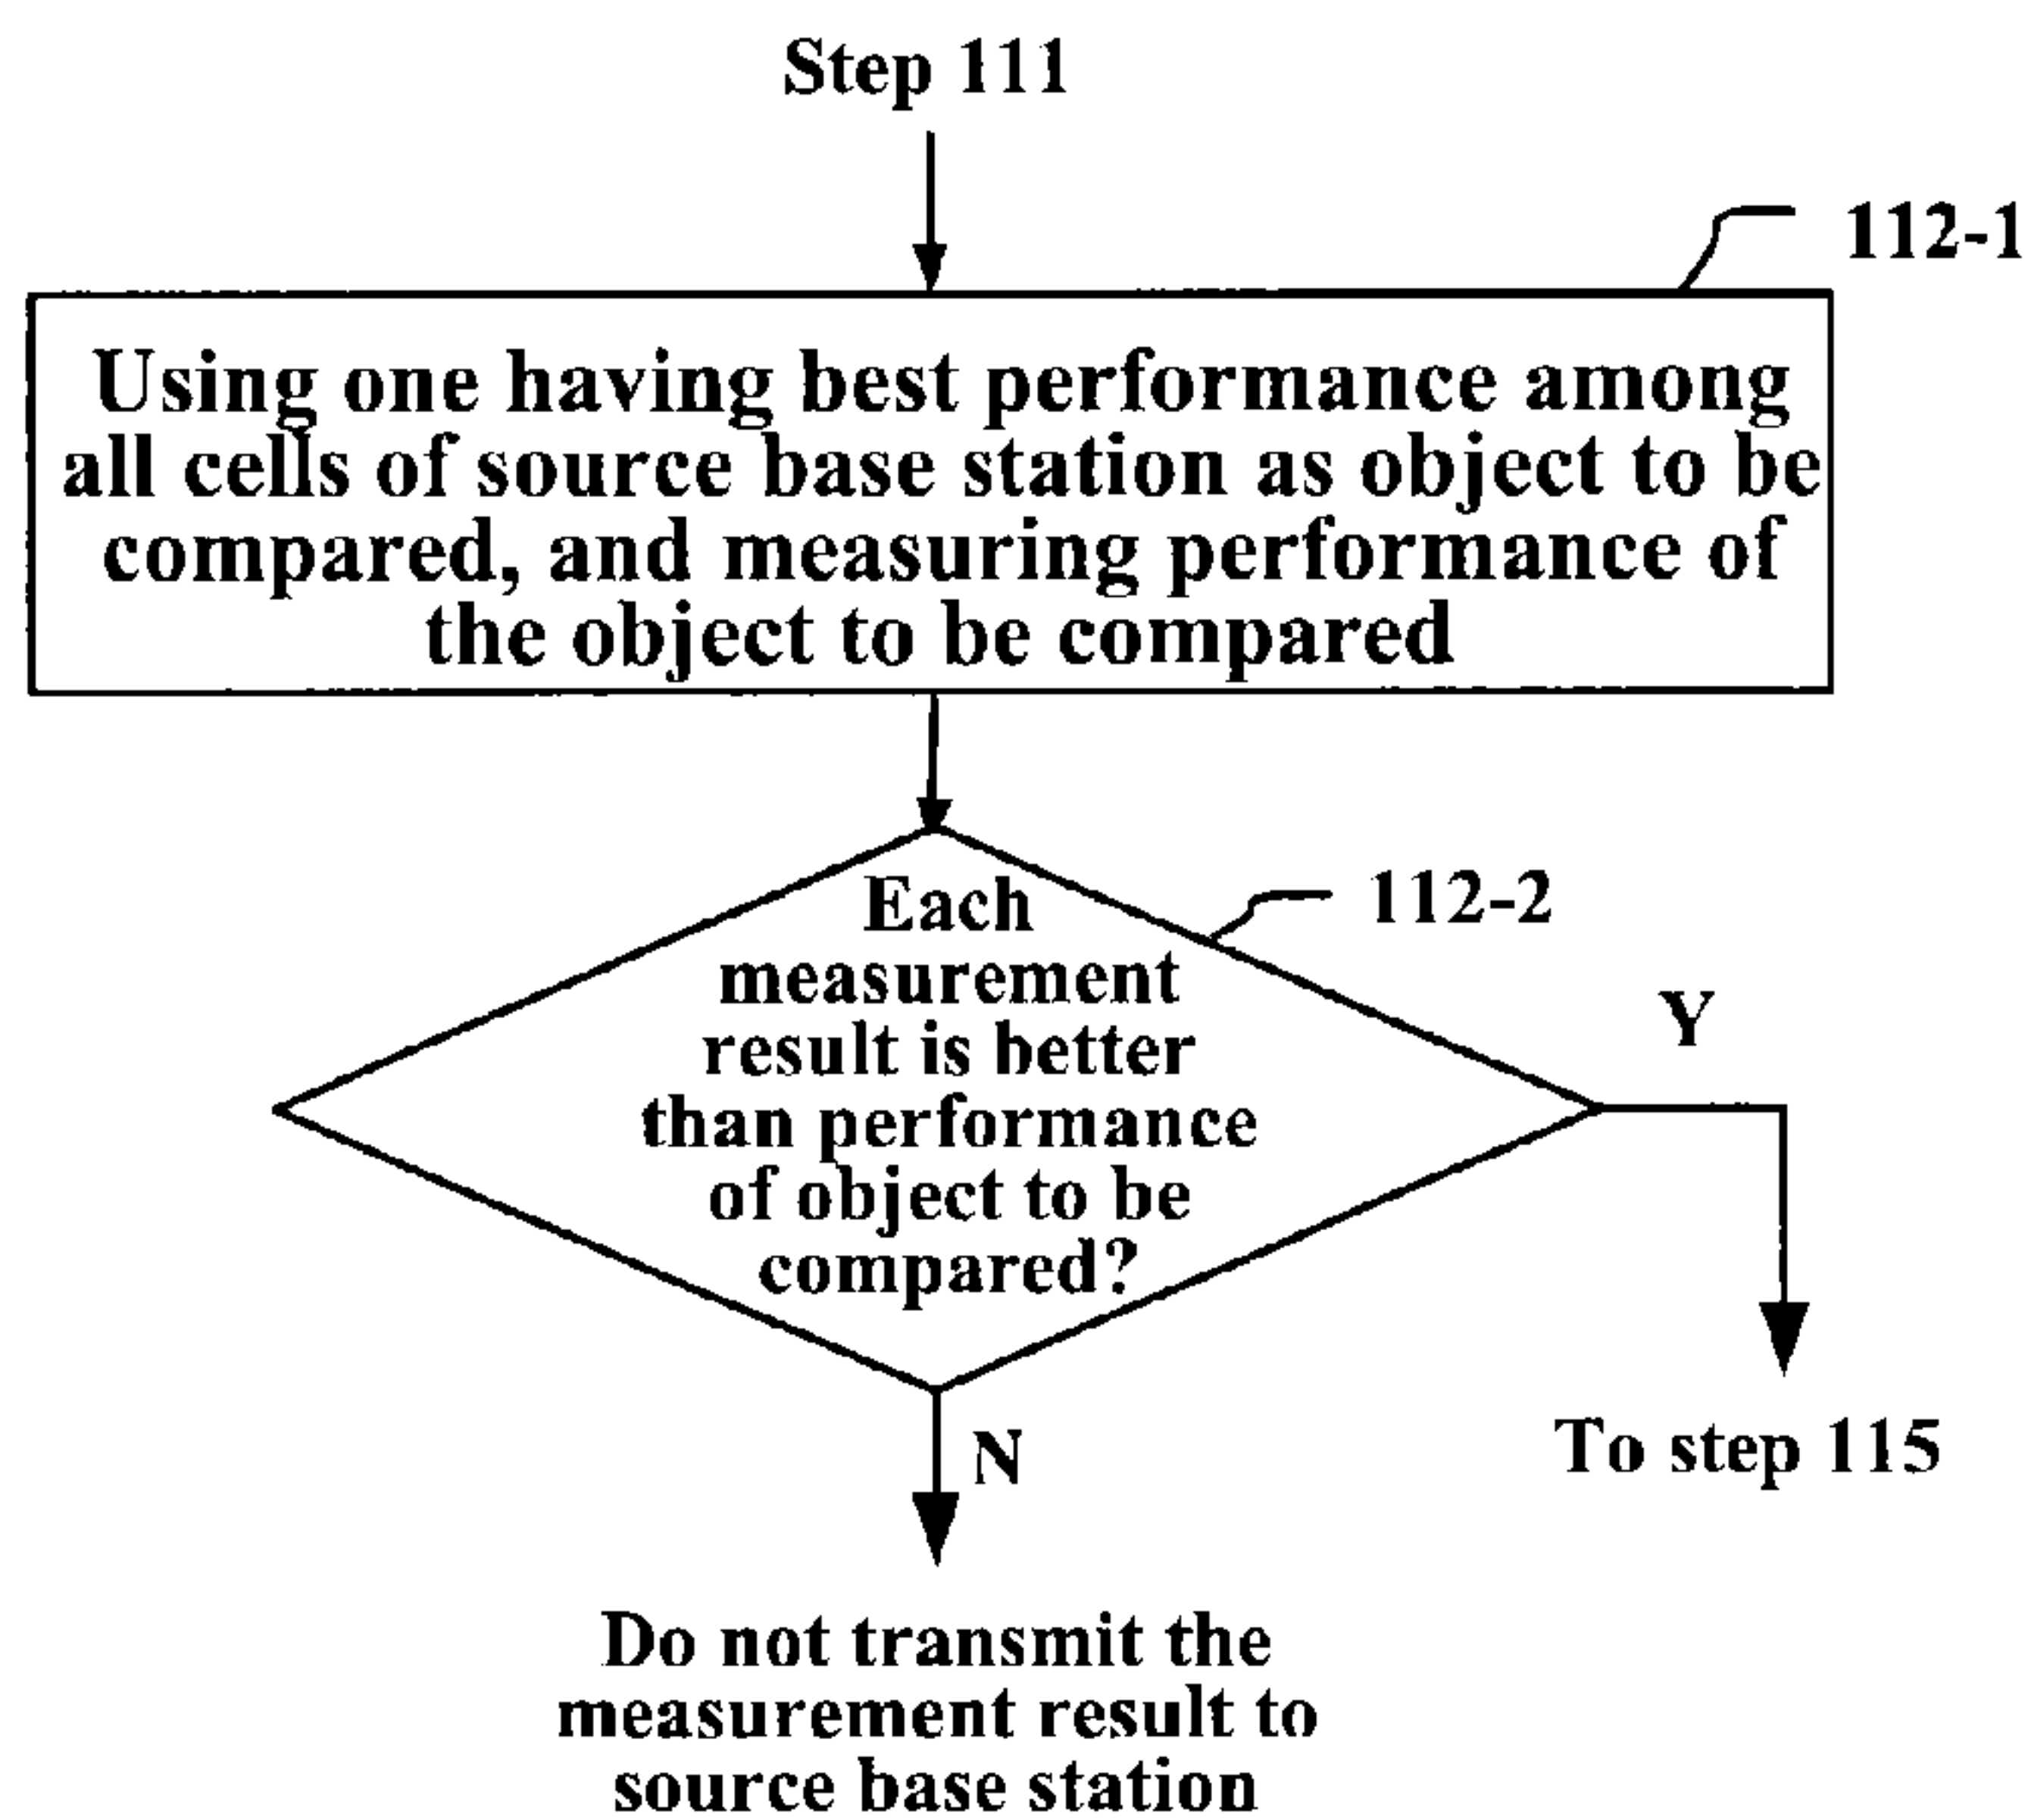 Step 111
112-1
Using one having best performance among
all cells of source base station as object to be
compared, and measuring performance of
the object to be compared
112-2
Each
measurement
result is better
than performance
of object to be
compared?
Y
To step 115
N
Do not transmit the
measurement result to
source base station